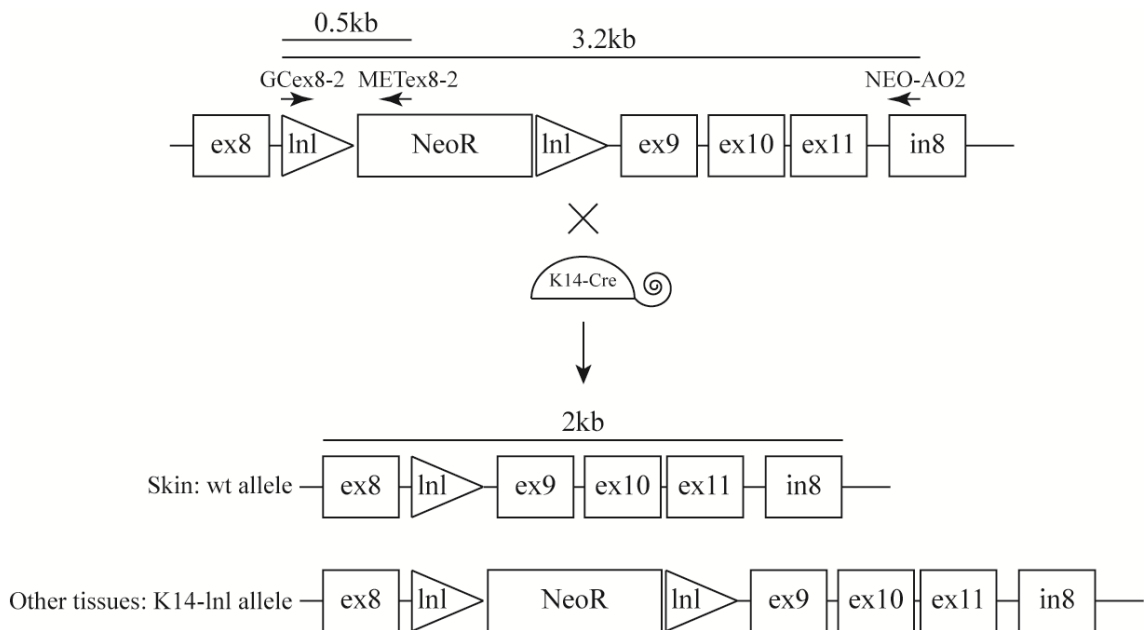 0.5kb
3.2kb
GCex8-2 METex8-2 NEO-AO2
ex8 lnl NeoR lnl ex9 ex10 ex11 in8
K14-Cre
2kb
Skin: wt allele ex8 lnl ex9 ex10 ex11 in8
Other tissues: K14-lnl allele ex8 lnl NeoR lnl ex9 ex10 ex11 in8